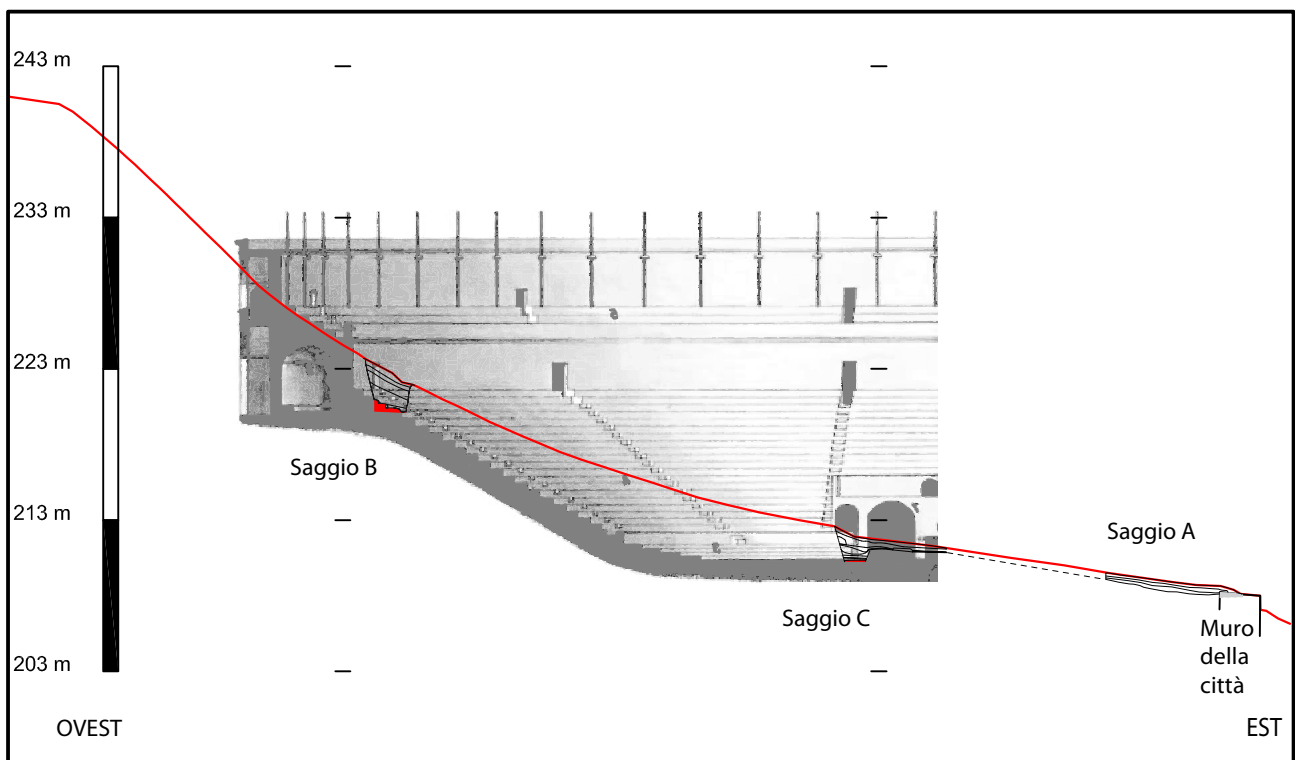 243 m
233 m
223 m
Saggio B
213 m
Saggio A
Saggio C
Muro
della
città
203 m
OVEST
EST